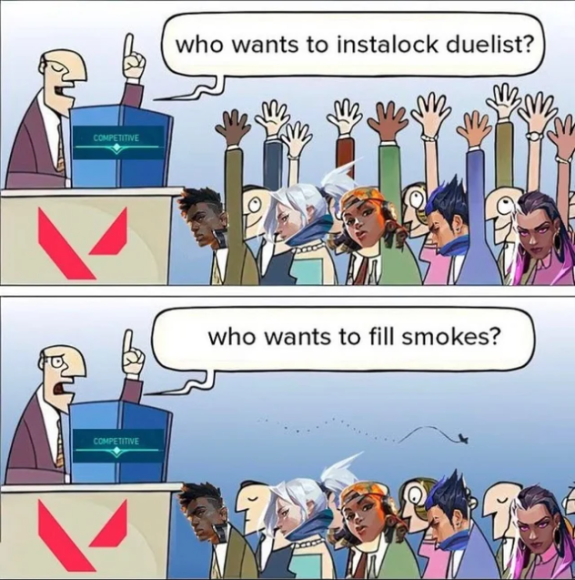 who wants to instalock duelist?
COMPETITIVE
who wants to fill smokes?
COMPETITIVE